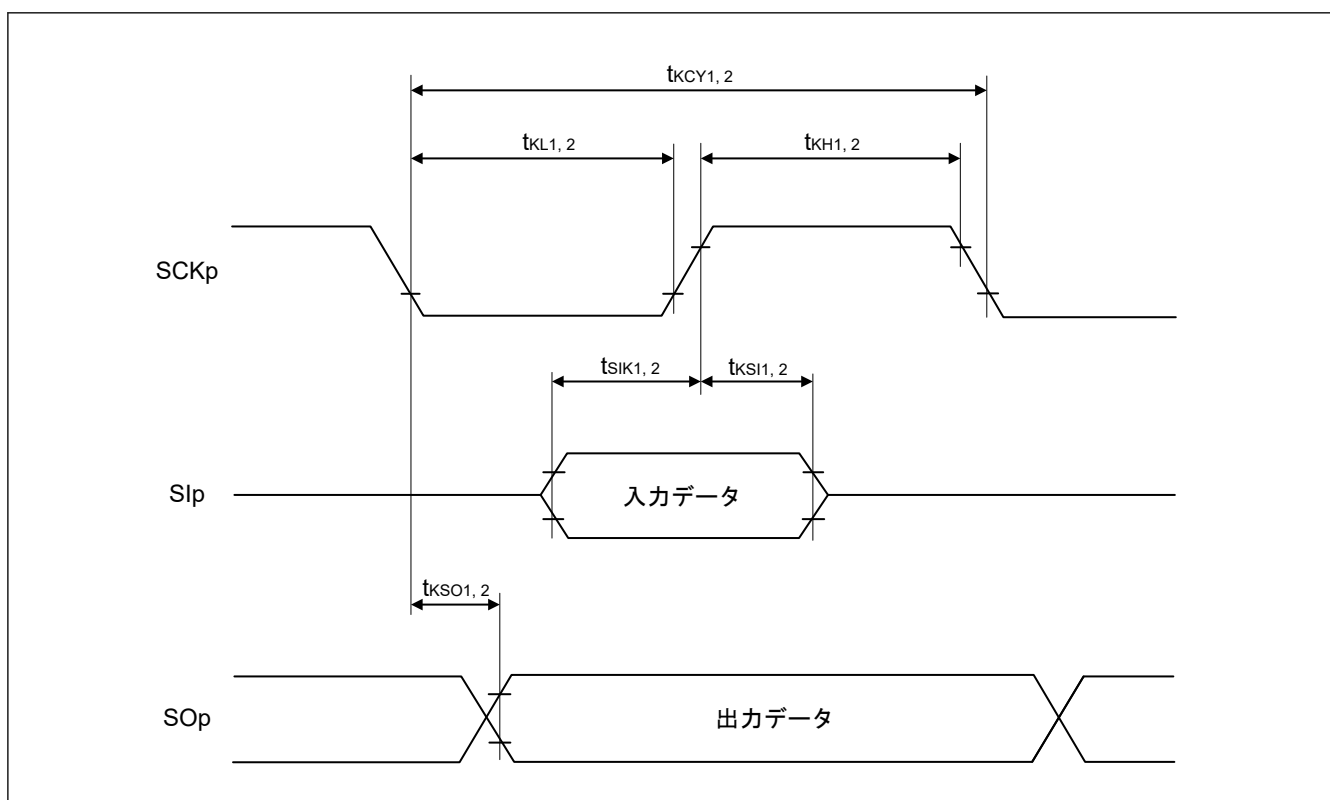 tKCY1, 2
tKL1, 2
tKH1, 2
SCKp
tSIK1, 2
tKSI1, 2
SIp
入力データ
tKSO1, 2
SOp
出力データ